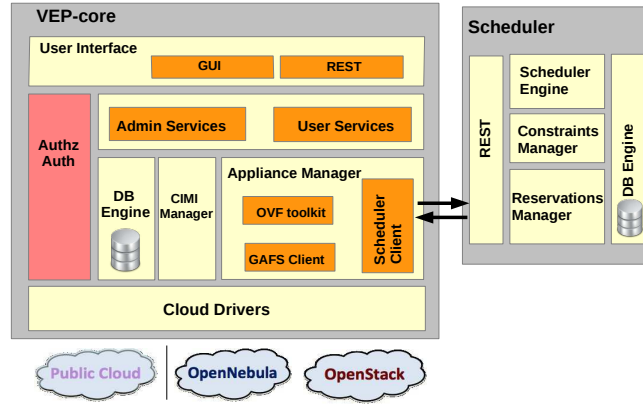 VEP-core
User Interface
GUI
REST
Authz
Auth
Admin Services
User Services
DB
Engine
CIMI
Manager
Appliance Manager
OVF toolkit
GAFS Client
Scheduler
Client
Cloud Drivers
Public Cloud
OpenNebula
OpenStack
Scheduler
REST
Scheduler
Engine
Constraints
Manager
Reservations
Manager
DB Engine